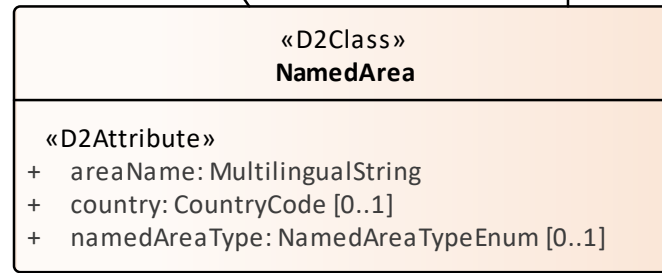 «D2Class»
NamedArea
«D2Attribute»
+ areaName: MultilingualString
+ country: CountryCode [0..1]
+ namedAreaType: NamedAreaTypeEnum [0..1]